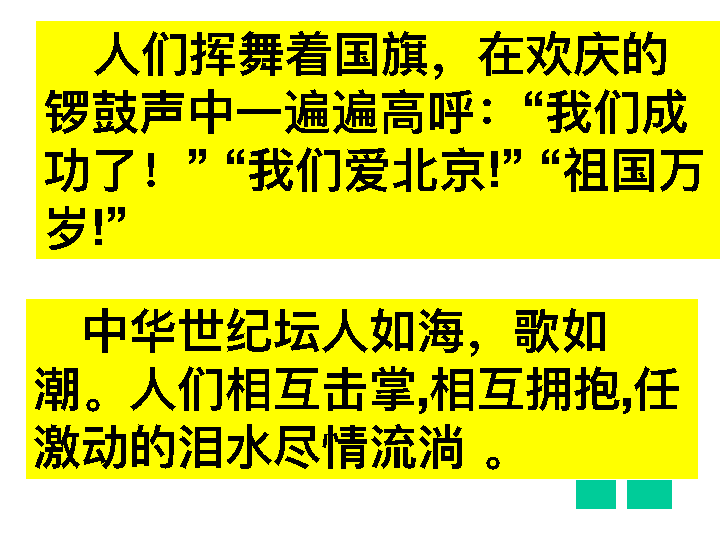 人们挥舞着国旗，在欢庆的
锣鼓声中一遍遍高呼：“我们成
功了！”“我们爱北京!”“祖国万
岁!”
中华世纪坛人如海，歌如
潮。人们相互击掌,相互拥抱,任
激动的泪水尽情流淌 。